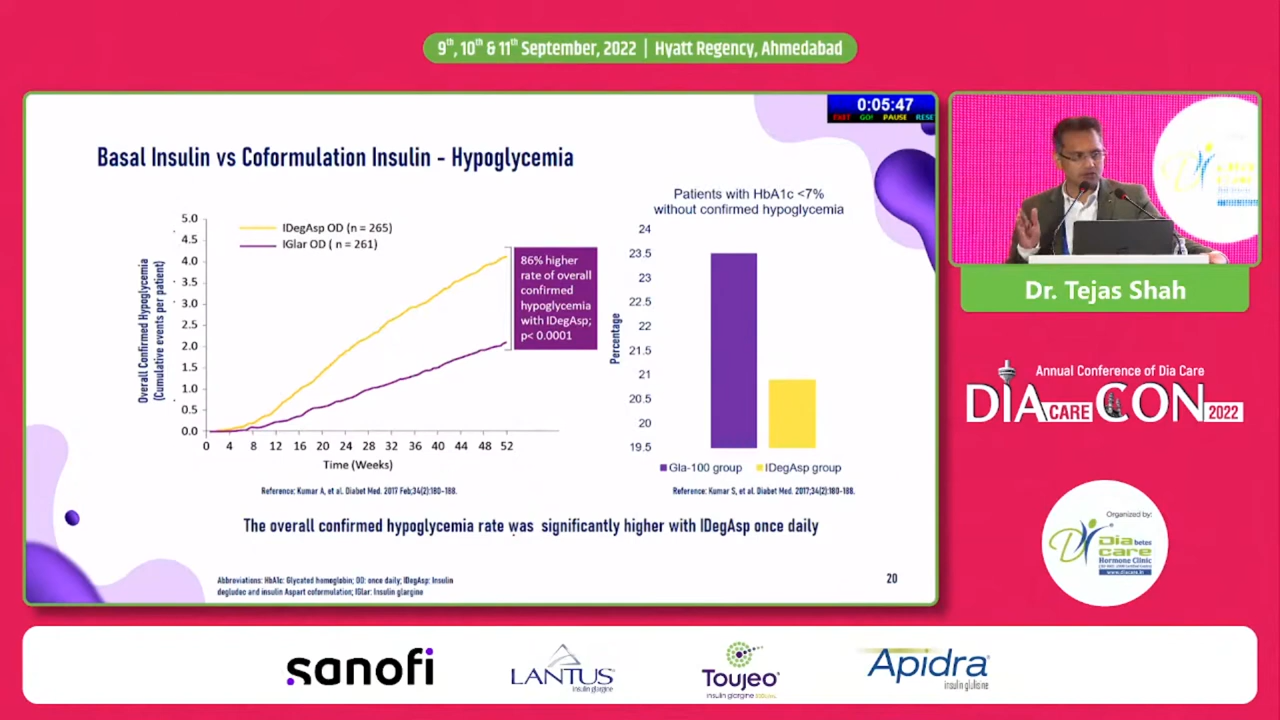 9th, 10th & 11th September, 2022 | Hyatt Regency, Ahmedabad
0:05:47
EXIT GO! PAUSE RESE
Basal Insulin vs Coformulation Insulin - Hypoglycemia
Overall Confirmed Hypoglycemia
(Cumulative events per patient)
5.0
4.5
4.0
3.5
3.0
2.5
2.0
1.5
1.0
0.5
0.0
IDegAsp OD (n = 265)
IGlar OD ( n = 261)
86% higher
rate of overall
confirmed
hypoglycemia
with IDegAsp;
p< 0.0001
0 4 8 12 16 20 24 28 32 36 40 44 48 52
Time (Weeks)
Reference: Kumar A, et al. Diabet Med. 2017 Feb;34(2):180-188.
Patients with HbA1c <7%
without confirmed hypoglycemia
Percentage
24
23.5
23
22.5
22
21.5
21
20.5
20
19.5
Gla-100 group IDegAsp group
Reference: Kumar S, et al. Diabet Med. 2017;34(2):180-188.
The overall confirmed hypoglycemia rate was significantly higher with IDegAsp once daily
Abbreviations: HbA1c: Glycated hemoglobin; OD: once daily; IDegAsp: Insulin
degludec and insulin Aspart coformulation; IGlar: Insulin glargine
20
Dr. Tejas Shah
Annual Conference of Dia Care
DIA CARE CON 2022
Organized by:
Diabetes
care
Hormone Clinic
www.diacare.in
sanofi
LANTUS®
insulin glargine
Toujeo®
insulin glargine
Apidra®
insulin glulisine